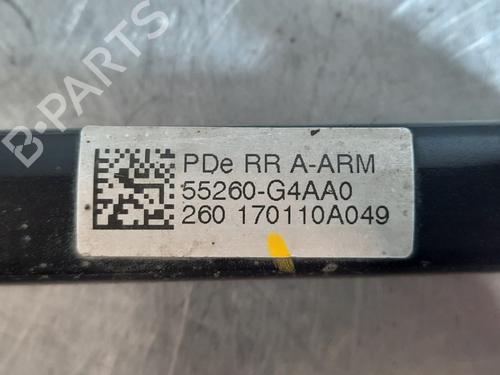 B-PARTS
PDe RR A-ARM
55260-G4AA0
260 170110A049